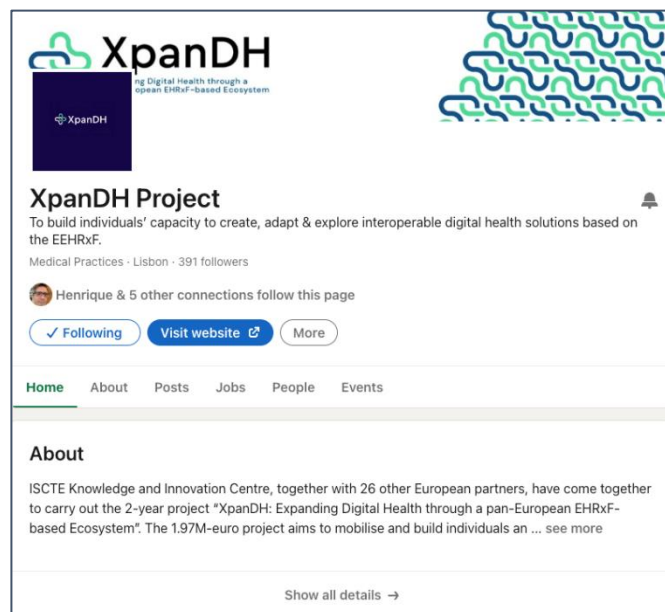 XpanDH
ng Digital Health through a
opean EHRxF-based Ecosystem
XpanDH
XpanDH Project
To build individuals' capacity to create, adapt & explore interoperable digital health solutions based on
the EEHRxF.
Medical Practices · Lisbon · 391 followers
Henrique & 5 other connections follow this page
✓ Following
Visit website
More
Home About Posts Jobs People Events
About
ISCTE Knowledge and Innovation Centre, together with 26 other European partners, have come together
to carry out the 2-year project "XpanDH: Expanding Digital Health through a pan-European EHRxF-
based Ecosystem". The 1.97M-euro project aims to mobilise and build individuals an ... see more
Show all details →